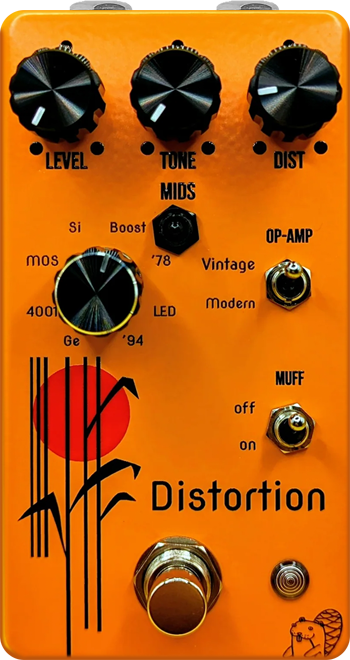 LEVEL TONE DIST
MIDS
Si Boost
OP-AMP
MOS '78 Vintage
4001 LED Modern
Ge '94
MUFF
off
on
Distortion